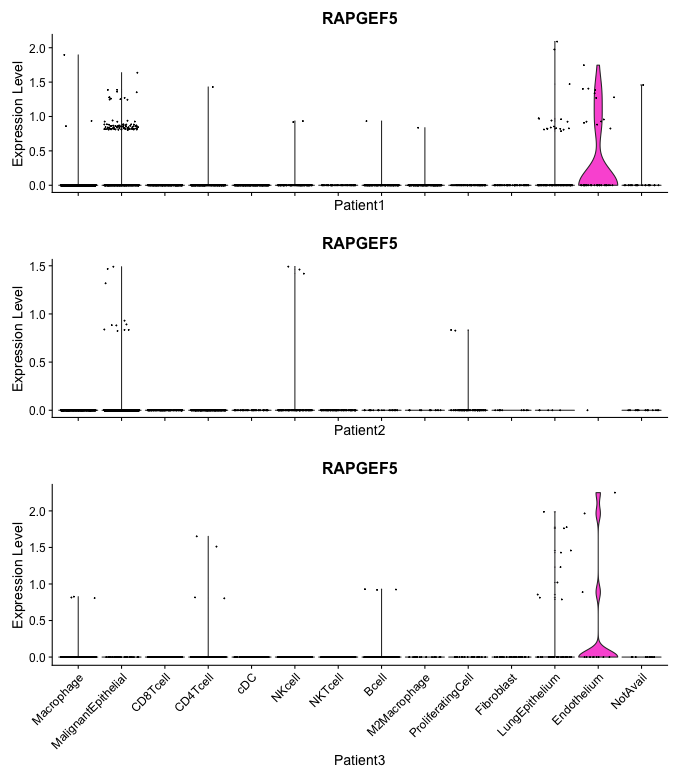 RAPGEF5
Expression Level
2.0
1.5
1.0
0.5
0.0
Patient1
RAPGEF5
Expression Level
1.5
1.0
0.5
0.0
Patient2
RAPGEF5
Expression Level
2.0
1.5
1.0
0.5
0.0
Macrophage
MalignantEpithelial
CD8Tcell
CD4Tcell
cDC
NKcell
NKTcell
Bcell
M2Macrophage
ProliferatingCell
Fibroblast
LungEpithelium
Endothelium
NotAvail
Patient3